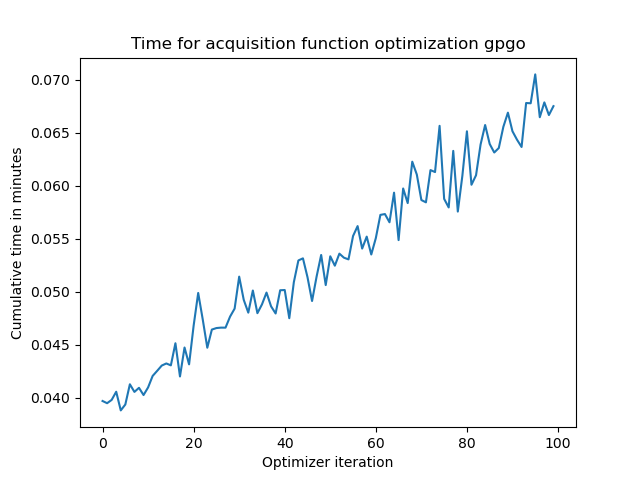 Time for acquisition function optimization gpgo
Cumulative time in minutes
0.070
0.065
0.060
0.055
0.050
0.045
0.040
0 20 40 60 80 100
Optimizer iteration